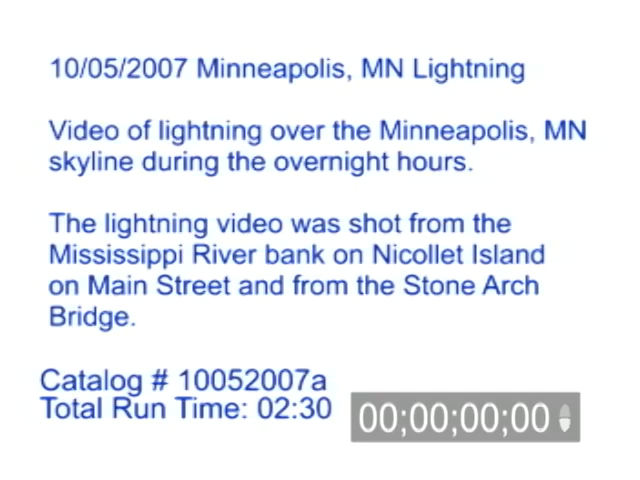 10/05/2007 Minneapolis, MN Lightning
Video of lightning over the Minneapolis, MN
skyline during the overnight hours.
The lightning video was shot from the
Mississippi River bank on Nicollet Island
on Main Street and from the Stone Arch
Bridge.
Catalog # 10052007a
Total Run Time: 02:30
00;00;00;00